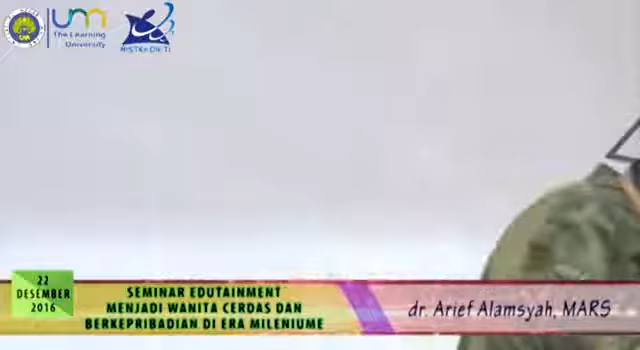 um
The Learning
University
RISTEKDIKTI
22
DESEMBER
2016
SEMINAR EDUTAINMENT
MENJADI WANITA CERDAS DAN
BERKEPRIBADIAN DI ERA MILENIUME
dr. Arief Alamsyah, MARS